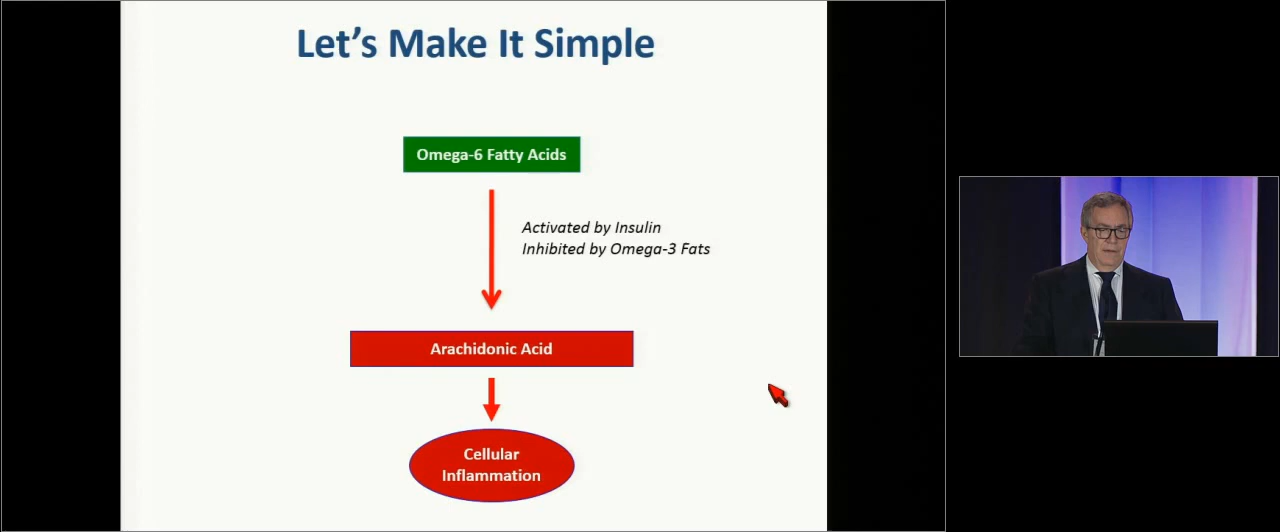 Let's Make It Simple
Omega-6 Fatty Acids
Activated by Insulin
Inhibited by Omega-3 Fats
Arachidonic Acid
Cellular
Inflammation